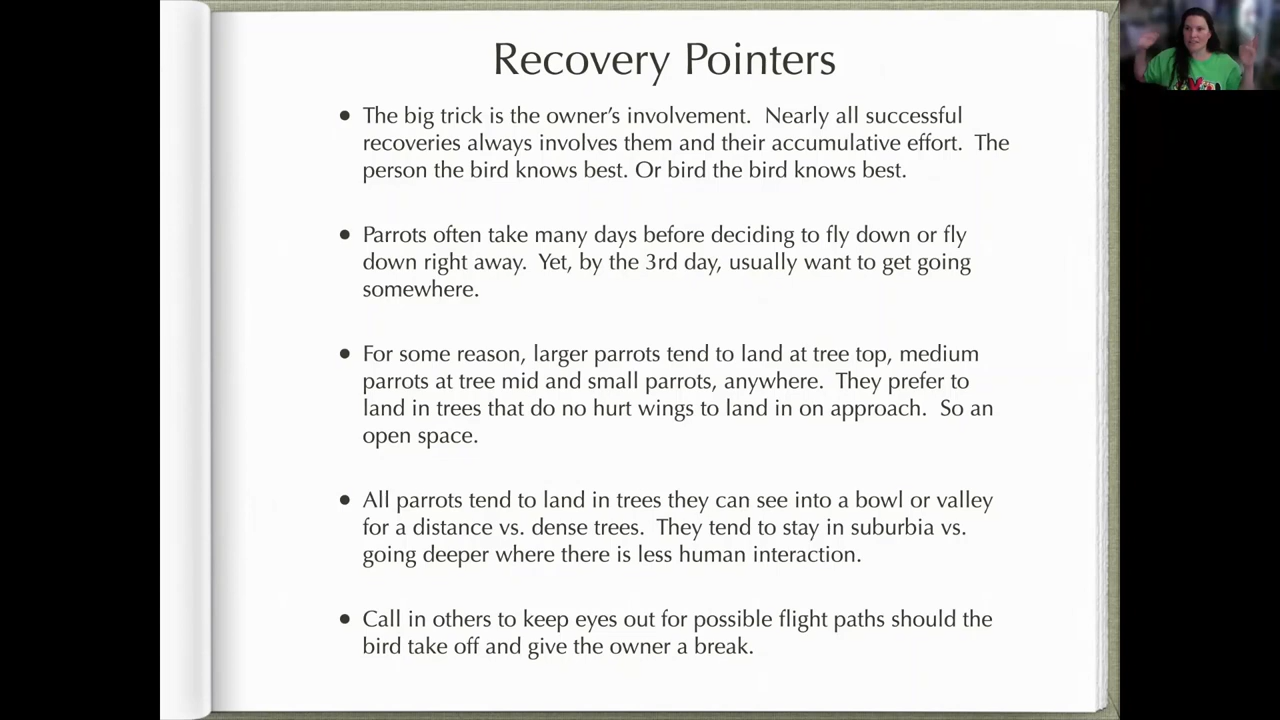 Recovery Pointers
• The big trick is the owner's involvement.  Nearly all successful
recoveries always involves them and their accumulative effort.  The
person the bird knows best. Or bird the bird knows best.
• Parrots often take many days before deciding to fly down or fly
down right away.  Yet, by the 3rd day, usually want to get going
somewhere.
• For some reason, larger parrots tend to land at tree top, medium
parrots at tree mid and small parrots, anywhere.  They prefer to
land in trees that do no hurt wings to land in on approach.  So an
open space.
• All parrots tend to land in trees they can see into a bowl or valley
for a distance vs. dense trees.  They tend to stay in suburbia vs.
going deeper where there is less human interaction.
• Call in others to keep eyes out for possible flight paths should the
bird take off and give the owner a break.